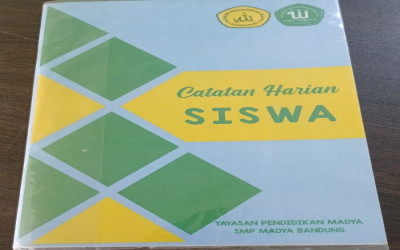 Catatan Harian
SISWA
YAYASAN PENDIDIKAN MADYA
SMP MADYA BANDUNG